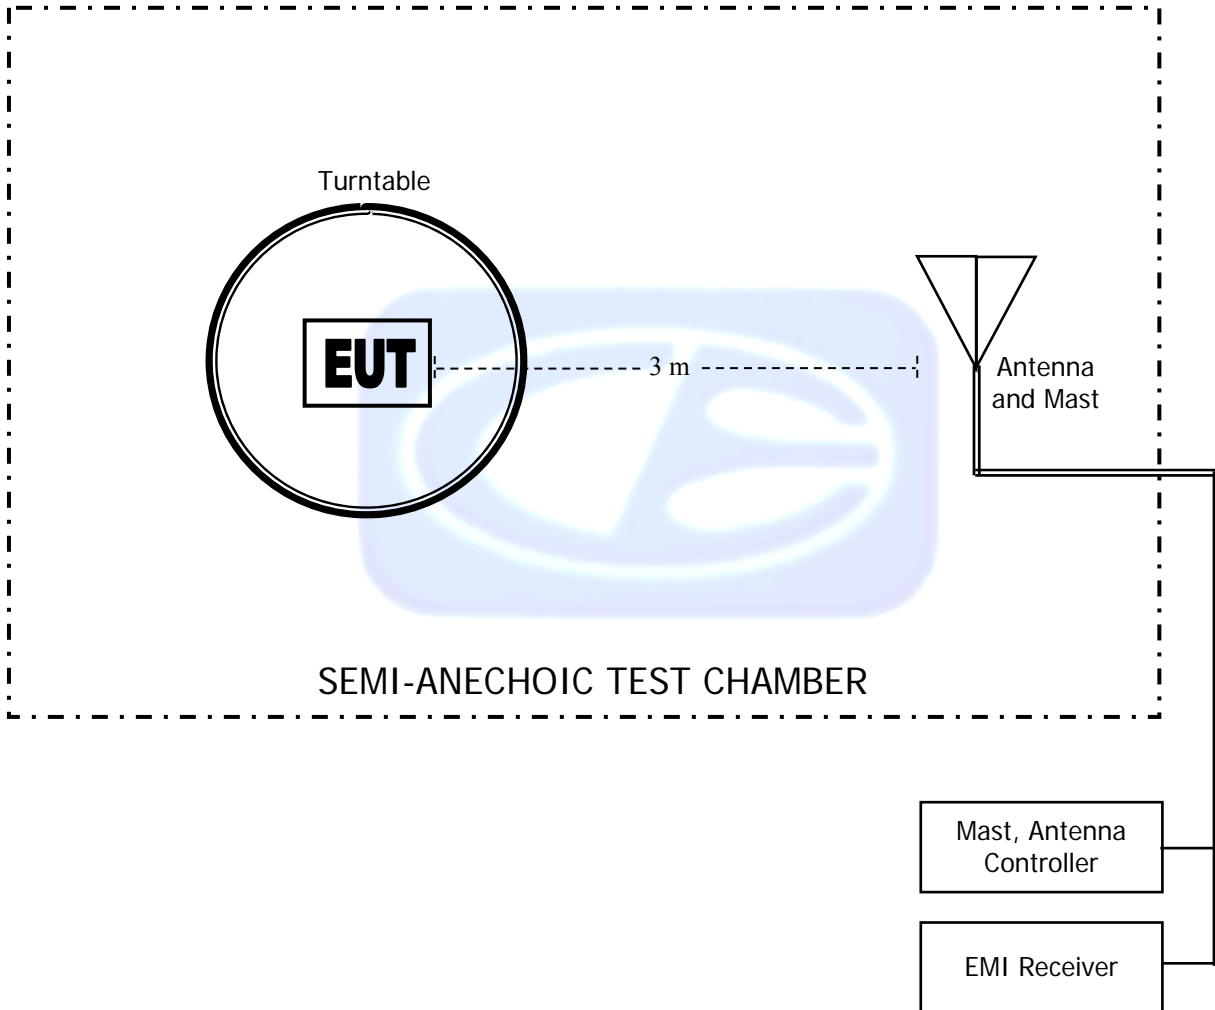 Turntable
EUT
3 m
Antenna
and Mast
SEMI-ANECHOIC TEST CHAMBER
Mast, Antenna
Controller
EMI Receiver